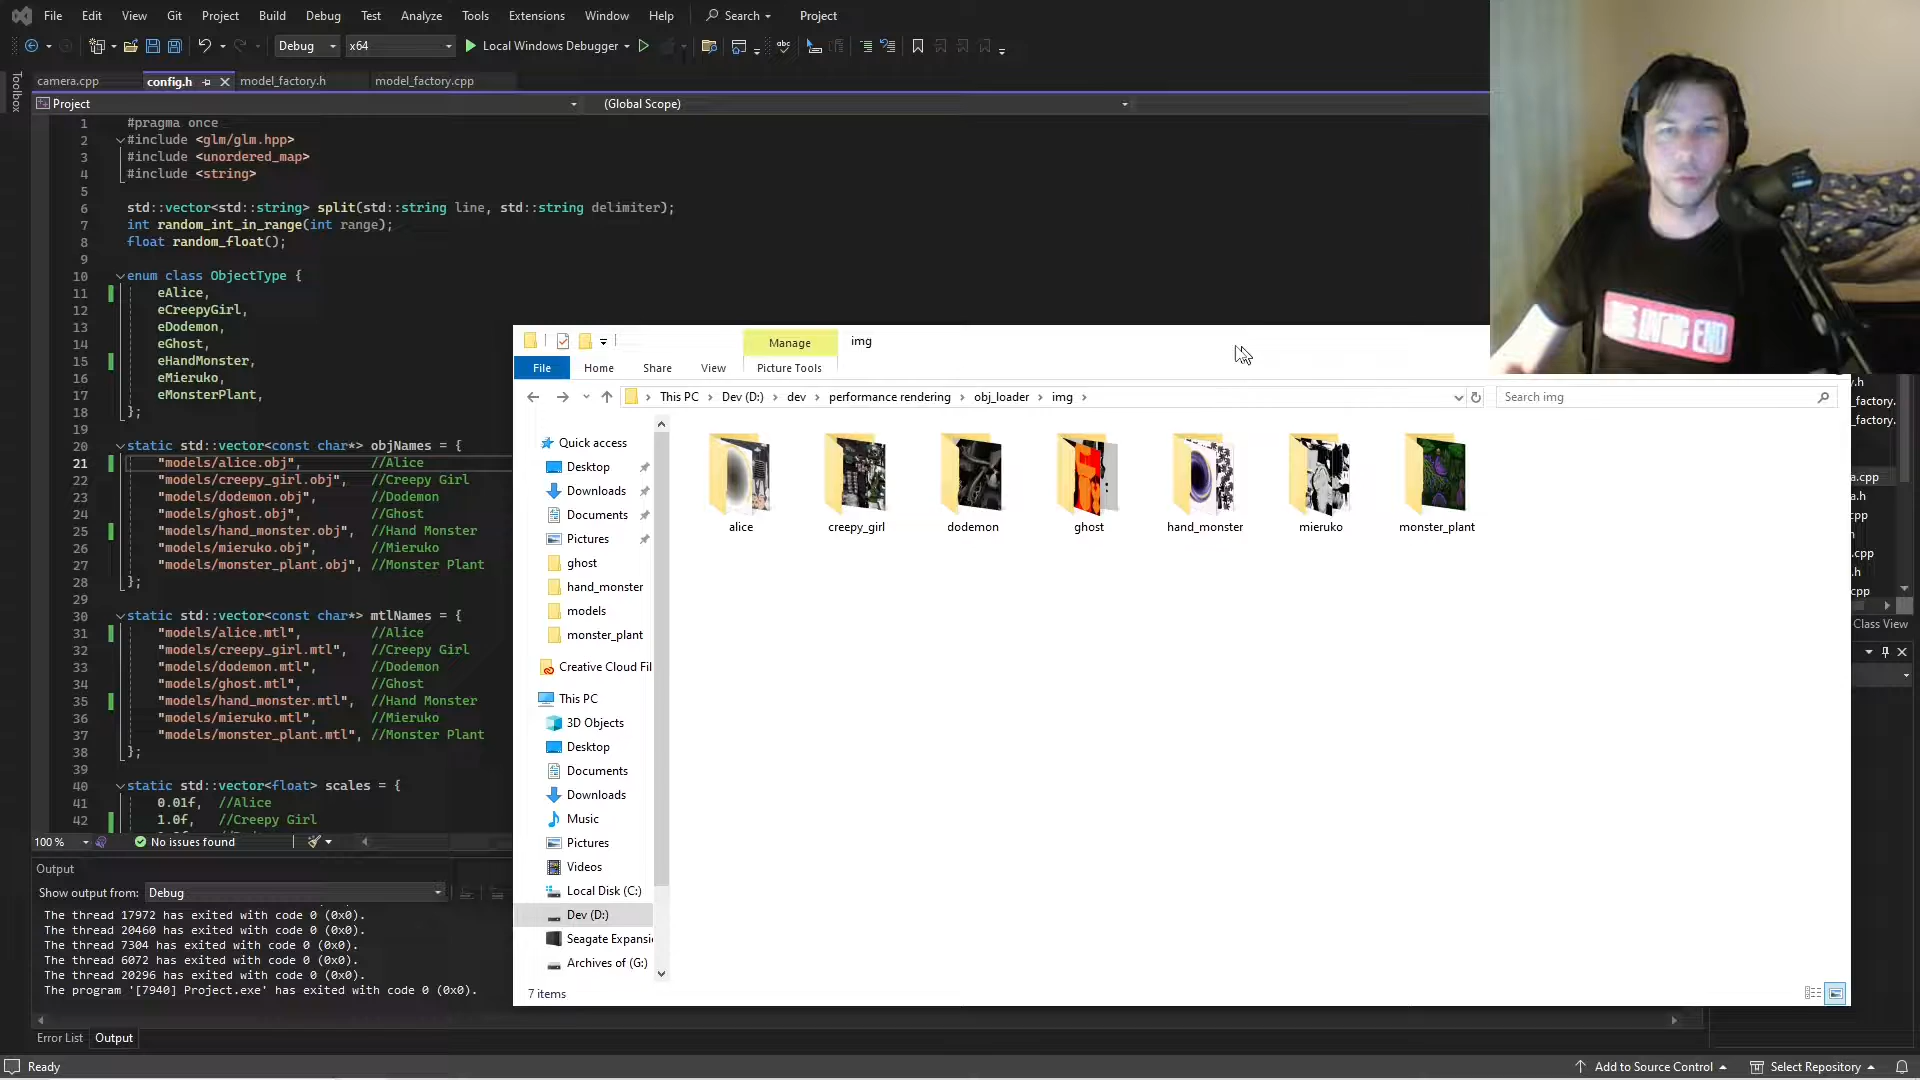 File Edit View Git Project Build Debug Test Analyze Tools Extensions Window Help Search Project
Debug x64 Local Windows Debugger
Toolbox
camera.cpp config.h model_factory.h model_factory.cpp
Project (Global Scope)
1 #pragma once
2 #include <glm/glm.hpp>
3 #include <unordered_map>
4 #include <string>
5
6 std::vector<std::string> split(std::string line, std::string delimiter);
7 int random_int_in_range(int range);
8 float random_float();
9
10 enum class ObjectType {
11 eAlice,
12 eCreepyGirl,
13 eDodemon,
14 eGhost,
15 eHandMonster,
16 eMieruko,
17 eMonsterPlant,
18 };
19
20 static std::vector<const char*> objNames = {
21 "models/alice.obj", //Alice
22 "models/creepy_girl.obj", //Creepy Girl
23 "models/dodemon.obj", //Dodemon
24 "models/ghost.obj", //Ghost
25 "models/hand_monster.obj", //Hand Monster
26 "models/mieruko.obj", //Mieruko
27 "models/monster_plant.obj", //Monster Plant
28 };
29
30 static std::vector<const char*> mtlNames = {
31 "models/alice.mtl", //Alice
32 "models/creepy_girl.mtl", //Creepy Girl
33 "models/dodemon.mtl", //Dodemon
34 "models/ghost.mtl", //Ghost
35 "models/hand_monster.mtl", //Hand Monster
36 "models/mieruko.mtl", //Mieruko
37 "models/monster_plant.mtl", //Monster Plant
38 };
39
40 static std::vector<float> scales = {
41 0.01f, //Alice
42 1.0f, //Creepy Girl
100 % No issues found
Output
Show output from: Debug
The thread 17972 has exited with code 0 (0x0).
The thread 20460 has exited with code 0 (0x0).
The thread 7304 has exited with code 0 (0x0).
The thread 6072 has exited with code 0 (0x0).
The thread 20296 has exited with code 0 (0x0).
The program '[7940] Project.exe' has exited with code 0 (0x0).
Error List Output
Ready Add to Source Control Select Repository
Manage img
File Home Share View Picture Tools
This PC Dev (D:) dev performance rendering obj_loader img Search img
Quick access
Desktop
Downloads
Documents
Pictures
ghost
hand_monster
models
monster_plant
Creative Cloud Fil
This PC
3D Objects
Desktop
Documents
Downloads
Music
Pictures
Videos
Local Disk (C:)
Dev (D:)
Seagate Expansi
Archives of (G:)
alice creepy_girl dodemon ghost hand_monster mieruko monster_plant
7 items
.h
_factory.
_factory.
a.cpp
a.h
cpp
.cpp
.h
cpp
Class View